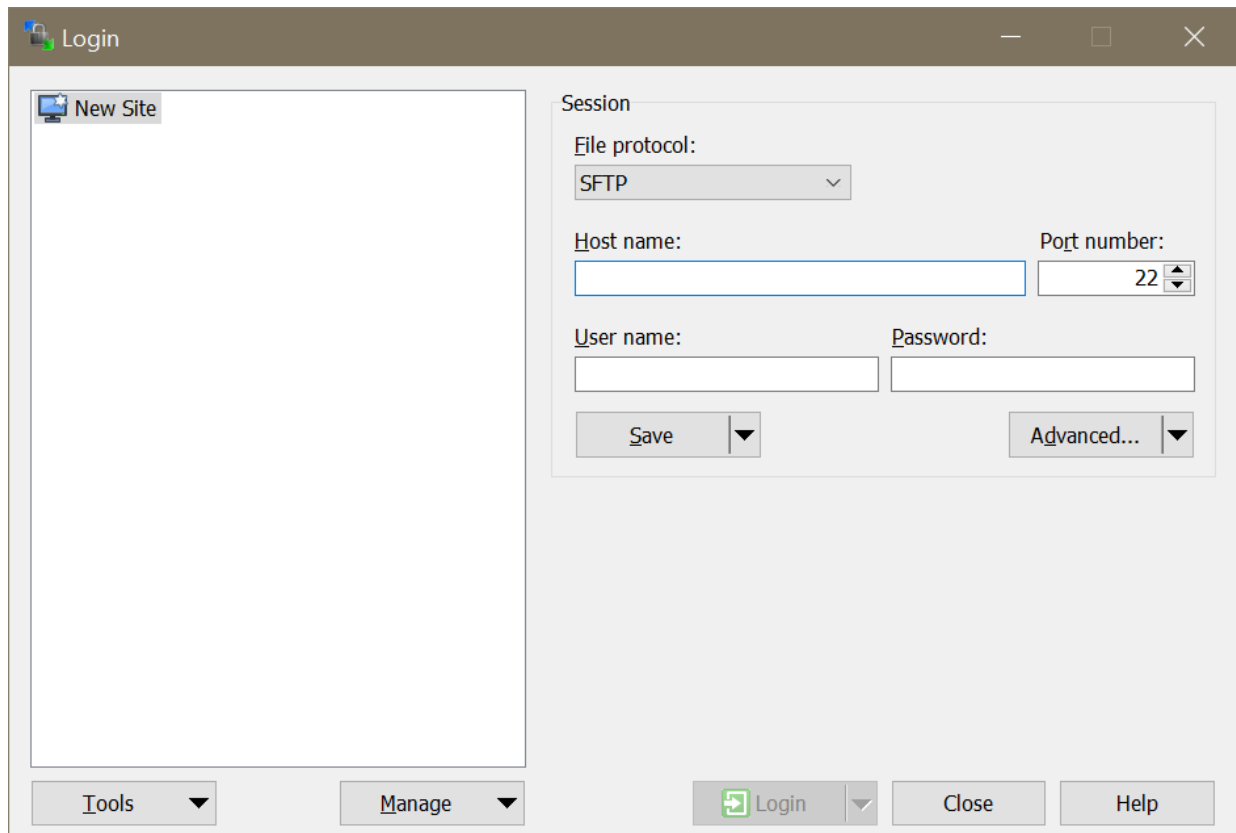 Login
New Site
Session
File protocol:
SFTP
Host name:
Port number:
22
User name:
Password:
Save
Advanced...
Tools
Manage
Login
Close
Help